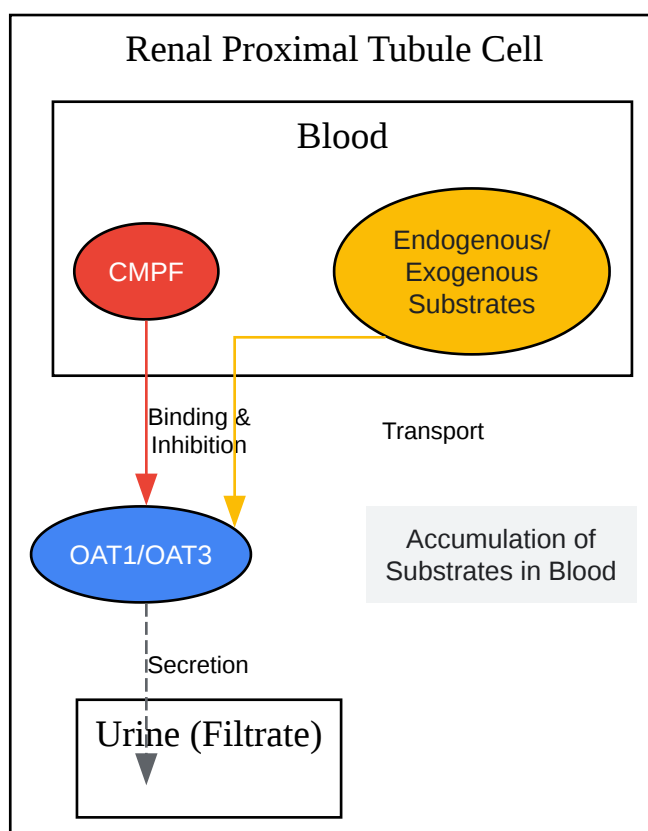 Renal Proximal Tubule Cell
Blood
CMPF
Endogenous/
Exogenous
Substrates
Binding &
Inhibition
Transport
OAT1/OAT3
Accumulation of
Substrates in Blood
Secretion
Urine (Filtrate)